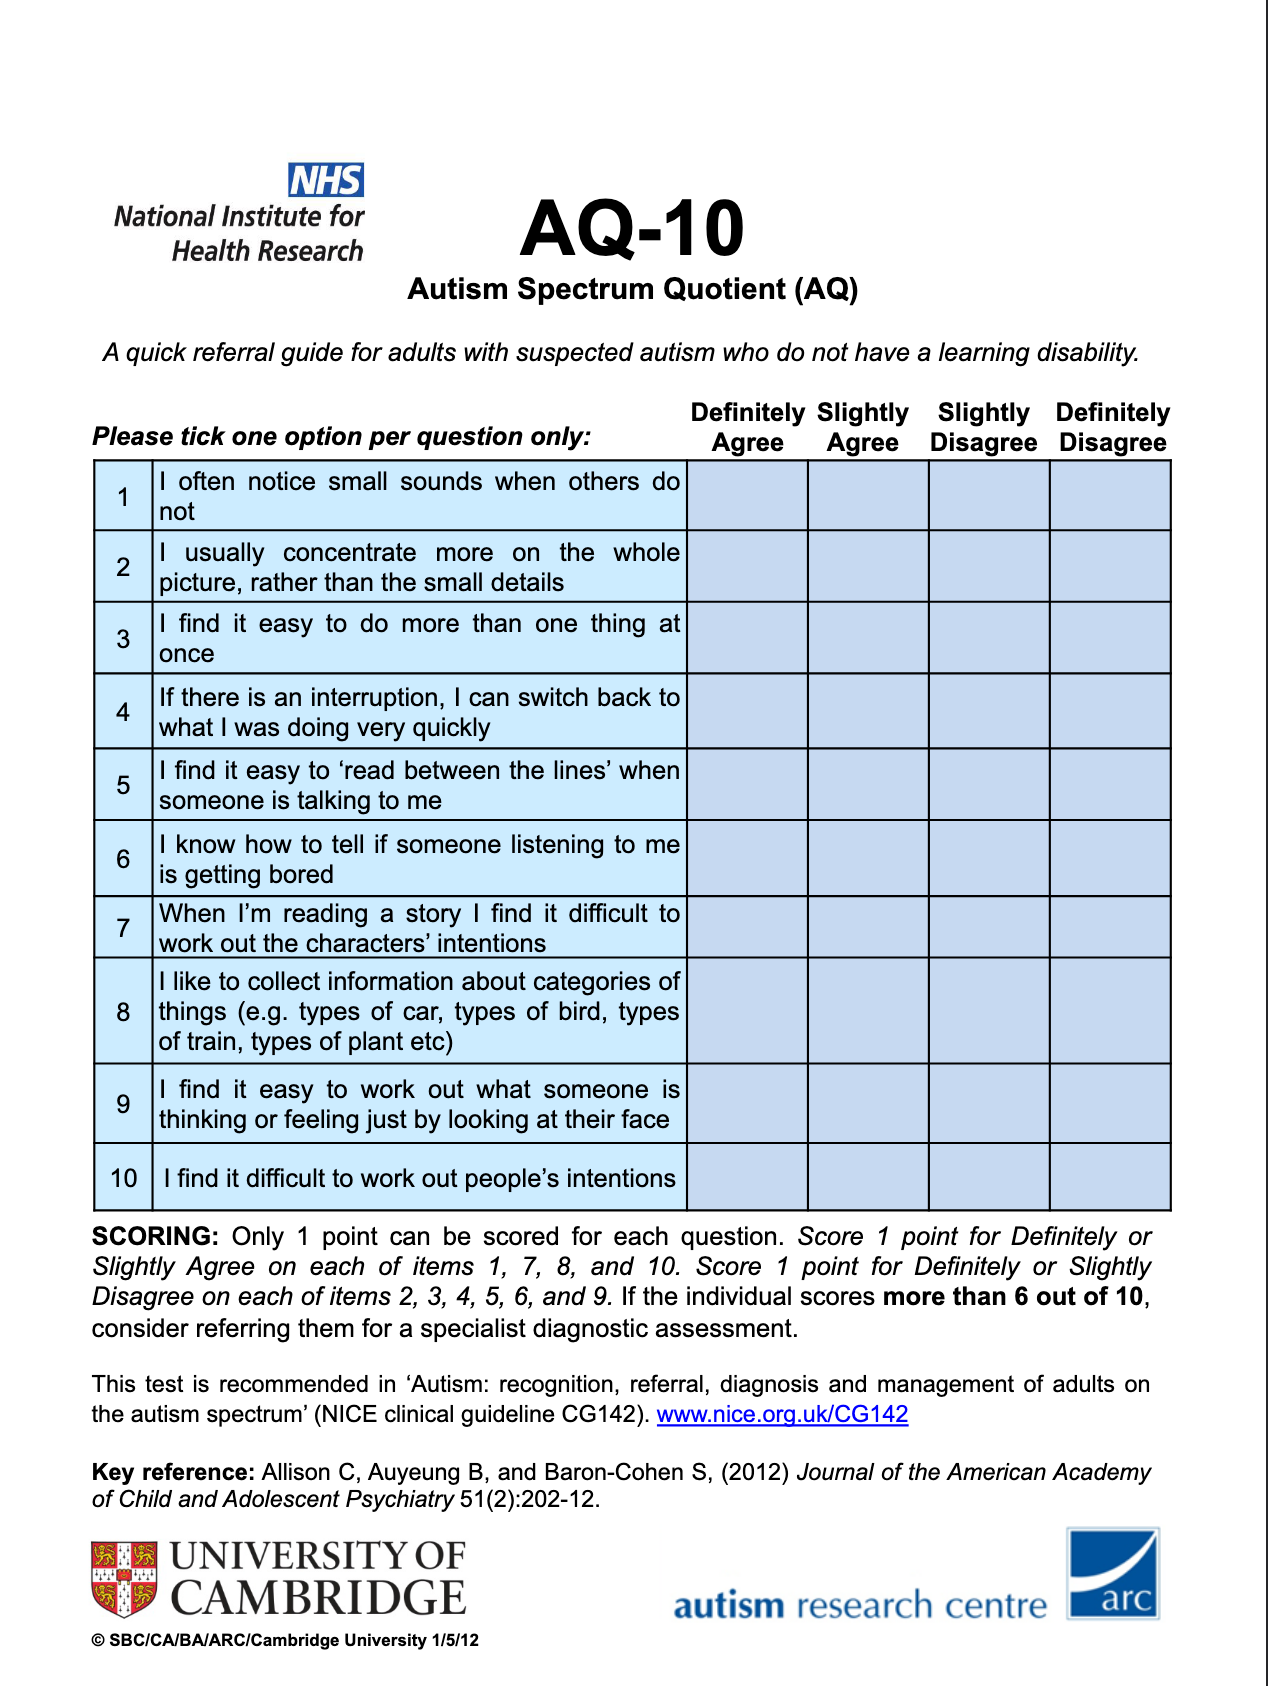 NHS
National Institute for
Health Research
AQ-10
Autism Spectrum Quotient (AQ)
A quick referral guide for adults with suspected autism who do not have a learning disability.
Please tick one option per question only:
Definitely Agree
Slightly Agree
Slightly Disagree
Definitely Disagree
1
I often notice small sounds when others do
not
2
I usually concentrate more on the whole
picture, rather than the small details
3
I find it easy to do more than one thing at
once
4
If there is an interruption, I can switch back to
what I was doing very quickly
5
I find it easy to ‘read between the lines’ when
someone is talking to me
6
I know how to tell if someone listening to me
is getting bored
7
When I’m reading a story I find it difficult to
work out the characters’ intentions
8
I like to collect information about categories of
things (e.g. types of car, types of bird, types
of train, types of plant etc)
9
I find it easy to work out what someone is
thinking or feeling just by looking at their face
10
I find it difficult to work out people’s intentions
SCORING: Only 1 point can be scored for each question. Score 1 point for Definitely or
Slightly Agree on each of items 1, 7, 8, and 10. Score 1 point for Definitely or Slightly
Disagree on each of items 2, 3, 4, 5, 6, and 9. If the individual scores more than 6 out of 10,
consider referring them for a specialist diagnostic assessment.
This test is recommended in ‘Autism: recognition, referral, diagnosis and management of adults on
the autism spectrum’ (NICE clinical guideline CG142). www.nice.org.uk/CG142
Key reference: Allison C, Auyeung B, and Baron-Cohen S, (2012) Journal of the American Academy
of Child and Adolescent Psychiatry 51(2):202-12.
UNIVERSITY OF
CAMBRIDGE
autism research centre
arc
© SBC/CA/BA/ARC/Cambridge University 1/5/12